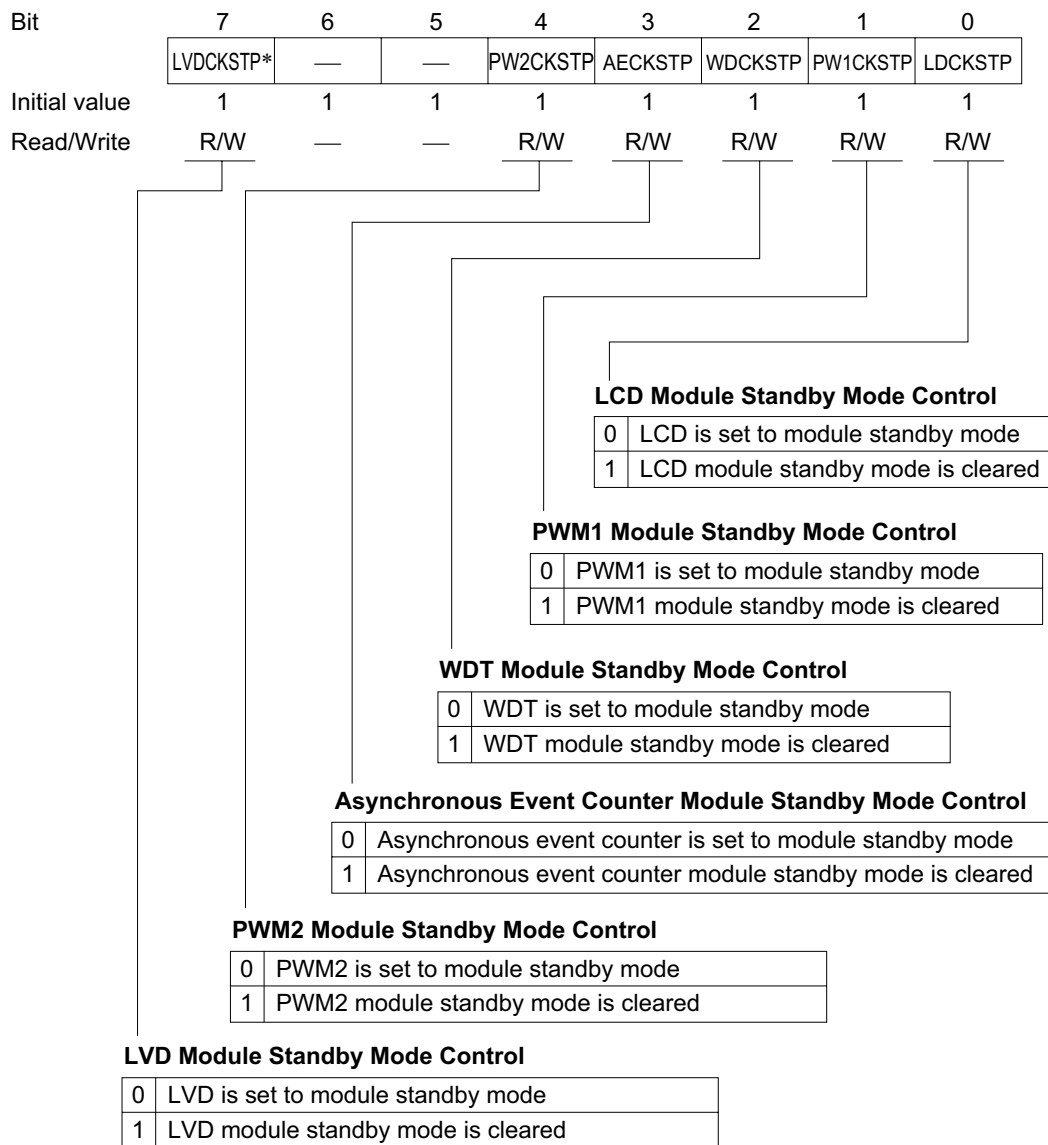 Bit 7 6 5 4 3 2 1 0
LVDCKSTP* — — PW2CKSTP AECKSTP WDCKSTP PW1CKSTP LDCKSTP
Initial value 1 1 1 1 1 1 1 1
Read/Write R/W — — R/W R/W R/W R/W R/W
LCD Module Standby Mode Control
0 LCD is set to module standby mode
1 LCD module standby mode is cleared
PWM1 Module Standby Mode Control
0 PWM1 is set to module standby mode
1 PWM1 module standby mode is cleared
WDT Module Standby Mode Control
0 WDT is set to module standby mode
1 WDT module standby mode is cleared
Asynchronous Event Counter Module Standby Mode Control
0 Asynchronous event counter is set to module standby mode
1 Asynchronous event counter module standby mode is cleared
PWM2 Module Standby Mode Control
0 PWM2 is set to module standby mode
1 PWM2 module standby mode is cleared
LVD Module Standby Mode Control
0 LVD is set to module standby mode
1 LVD module standby mode is cleared